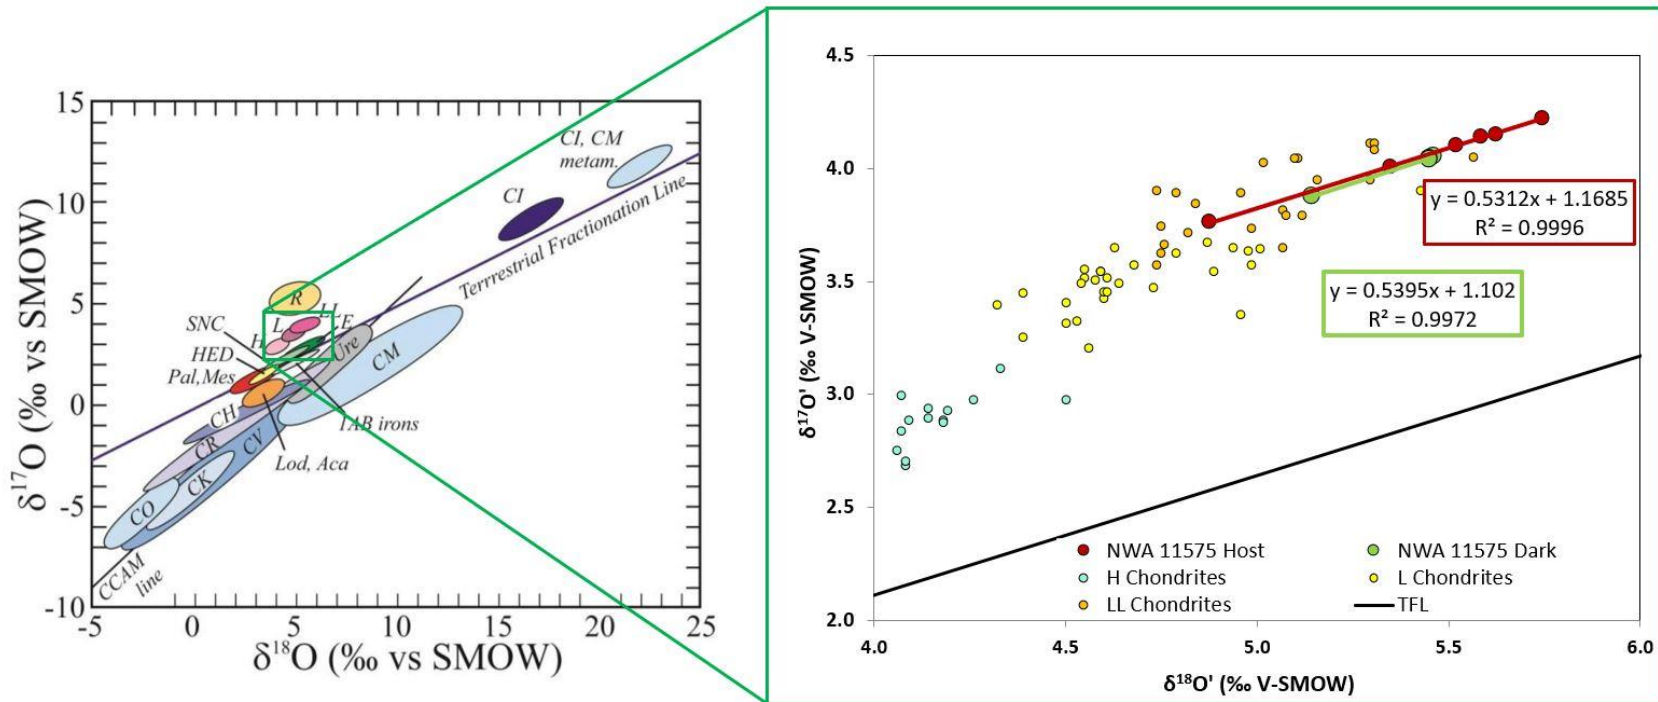 15
10
5
0
-5
-10
-5
0
5
10
15
20
25
δ¹⁷O (‰ vs SMOW)
δ¹⁸O (‰ vs SMOW)
CI, CM
metam.
CI
Terrrestrial Fractionation Line
R
LL
L
E
H
SNC
HED
Pal,Mes
Ure
CM
CH
IAB irons
CR
CV
Lod, Aca
CK
CO
CCAM
line
4.5
4.0
3.5
3.0
2.5
2.0
4.0
4.5
5.0
5.5
6.0
δ¹⁷O' (‰ V-SMOW)
δ¹⁸O' (‰ V-SMOW)
y = 0.5312x + 1.1685
R² = 0.9996
y = 0.5395x + 1.102
R² = 0.9972
NWA 11575 Host
NWA 11575 Dark
H Chondrites
L Chondrites
LL Chondrites
TFL